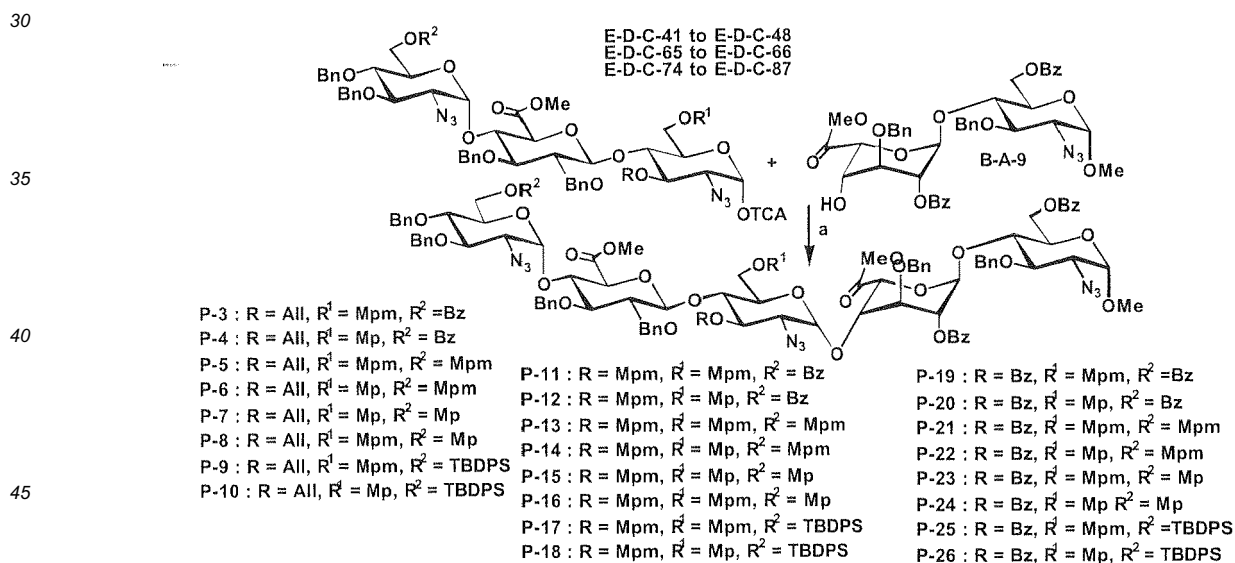 30
E-D-C-41 to E-D-C-48
E-D-C-65 to E-D-C-66
E-D-C-74 to E-D-C-87
OR²
BnO
BnO
N₃
O
OMe
O
O
BnO
O
BnO
OR¹
O
O
RO
N₃
OTCA
+
OBz
MeO
O
OBn
O
O
HO
OBz
O
BnO
N₃
OMe
B-A-9
35
a
OR²
BnO
BnO
N₃
O
OMe
O
O
BnO
O
BnO
OR¹
O
O
RO
N₃
O
MeO
O
OBn
O
O
OBz
OBz
O
BnO
N₃
OMe
40
P-3 : R = All, R¹ = Mpm, R² =Bz
P-4 : R = All, R¹ = Mp, R² = Bz
P-5 : R = All, R¹ = Mpm, R² = Mpm
P-6 : R = All, R¹ = Mp, R² = Mpm
P-7 : R = All, R¹ = Mp, R² = Mp
P-8 : R = All, R¹ = Mpm, R² = Mp
P-9 : R = All, R¹ = Mpm, R² = TBDPS
P-10 : R = All, R¹ = Mp, R² = TBDPS
45
P-11 : R = Mpm, R¹ = Mpm, R² = Bz
P-12 : R = Mpm, R¹ = Mp, R² = Bz
P-13 : R = Mpm, R¹ = Mpm, R² = Mpm
P-14 : R = Mpm, R¹ = Mp, R² = Mpm
P-15 : R = Mpm, R¹ = Mp, R² = Mp
P-16 : R = Mpm, R¹ = Mpm, R² = Mp
P-17 : R = Mpm, R¹ = Mpm, R² = TBDPS
P-18 : R = Mpm, R¹ = Mp, R² = TBDPS
P-19 : R = Bz, R¹ = Mpm, R² =Bz
P-20 : R = Bz, R¹ = Mp, R² = Bz
P-21 : R = Bz, R¹ = Mpm, R² = Mpm
P-22 : R = Bz, R¹ = Mp, R² = Mpm
P-23 : R = Bz, R¹ = Mpm, R² = Mp
P-24 : R = Bz, R¹ = Mp R² = Mp
P-25 : R = Bz, R¹ = Mpm, R² =TBDPS
P-26 : R = Bz, R¹ = Mp, R² = TBDPS